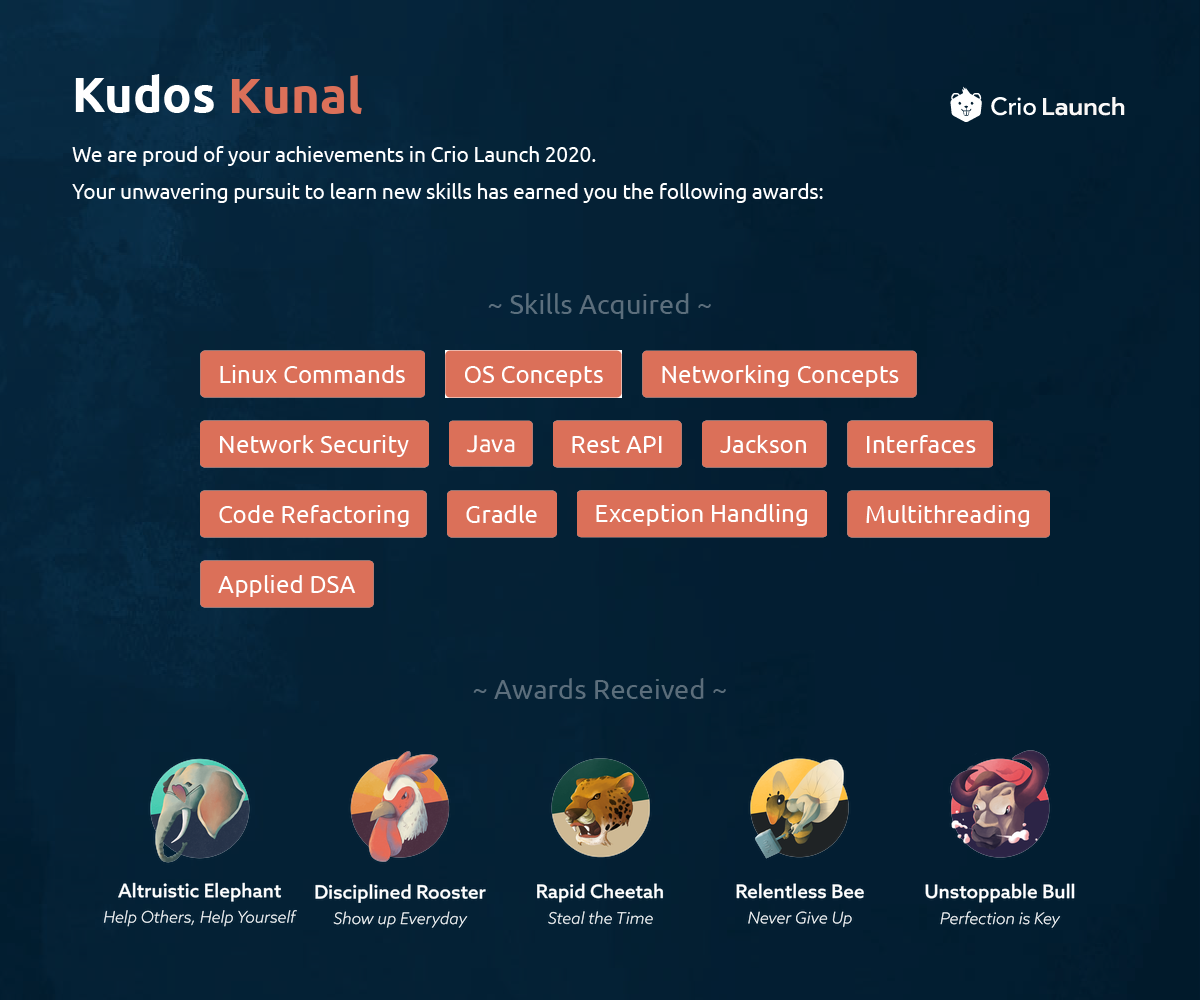 Kudos Kunal
Crio Launch
We are proud of your achievements in Crio Launch 2020.
Your unwavering pursuit to learn new skills has earned you the following awards:
~ Skills Acquired ~
Linux Commands OS Concepts Networking Concepts
Network Security Java Rest API Jackson Interfaces
Code Refactoring Gradle Exception Handling Multithreading
Applied DSA
~ Awards Received ~
Altruistic Elephant Disciplined Rooster Rapid Cheetah Relentless Bee Unstoppable Bull
Help Others, Help Yourself Show up Everyday Steal the Time Never Give Up Perfection is Key